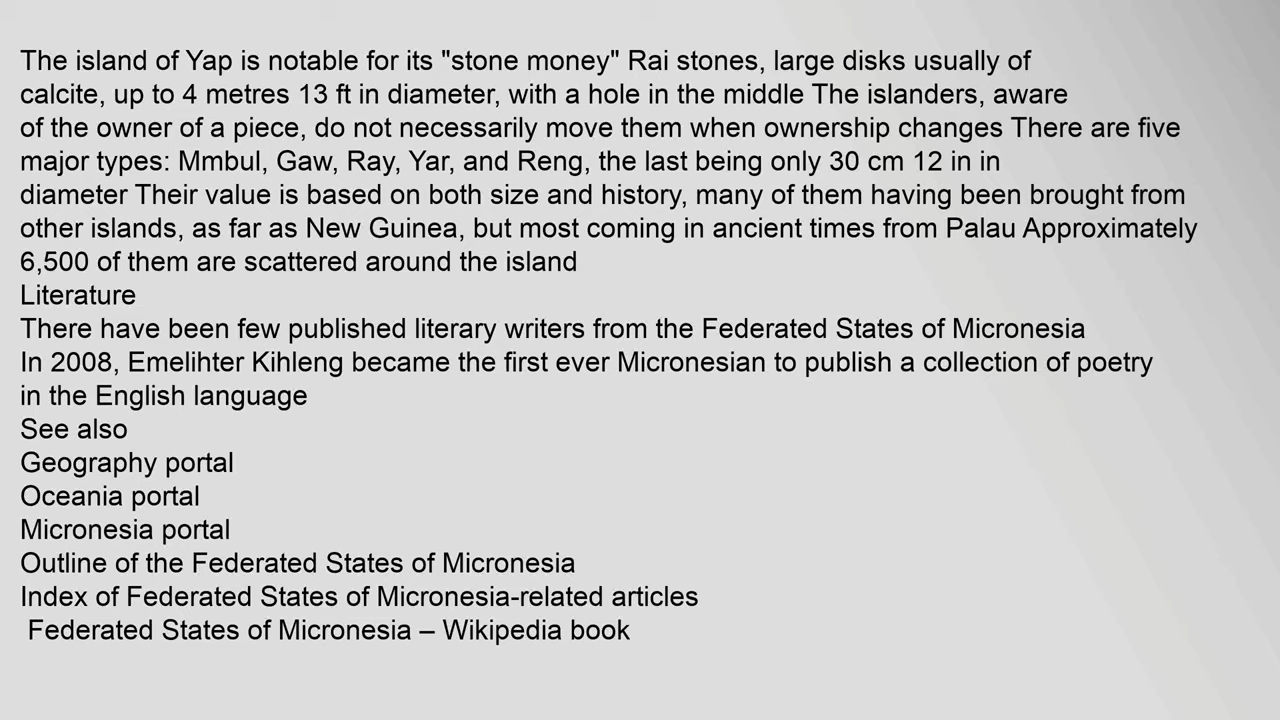 The island of Yap is notable for its "stone money" Rai stones, large disks usually of
calcite, up to 4 metres 13 ft in diameter, with a hole in the middle The islanders, aware
of the owner of a piece, do not necessarily move them when ownership changes There are five
major types: Mmbul, Gaw, Ray, Yar, and Reng, the last being only 30 cm 12 in in
diameter Their value is based on both size and history, many of them having been brought from
other islands, as far as New Guinea, but most coming in ancient times from Palau Approximately
6,500 of them are scattered around the island
Literature
There have been few published literary writers from the Federated States of Micronesia
In 2008, Emelihter Kihleng became the first ever Micronesian to publish a collection of poetry
in the English language
See also
Geography portal
Oceania portal
Micronesia portal
Outline of the Federated States of Micronesia
Index of Federated States of Micronesia-related articles
Federated States of Micronesia – Wikipedia book